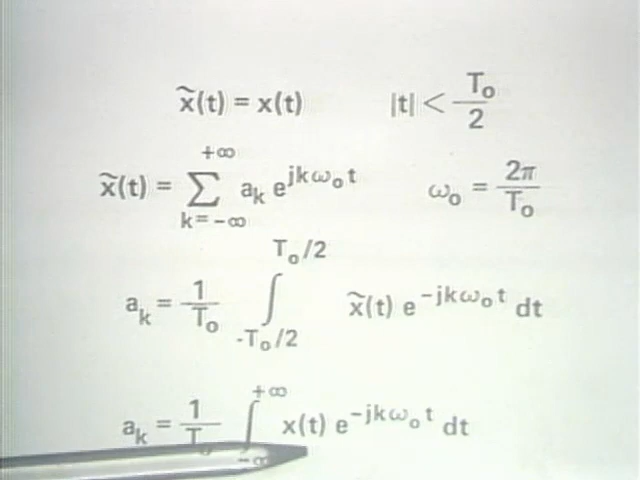 x̃(t) = x(t)    |t| < T₀/2
x̃(t) = ∑_{k=-∞}^{+∞} a_k e^{jkω₀t}    ω₀ = 2π/T₀
a_k = 1/T₀ ∫_{-T₀/2}^{T₀/2} x̃(t) e^{-jkω₀t} dt
a_k = 1/T₀ ∫_{-∞}^{+∞} x(t) e^{-jkω₀t} dt